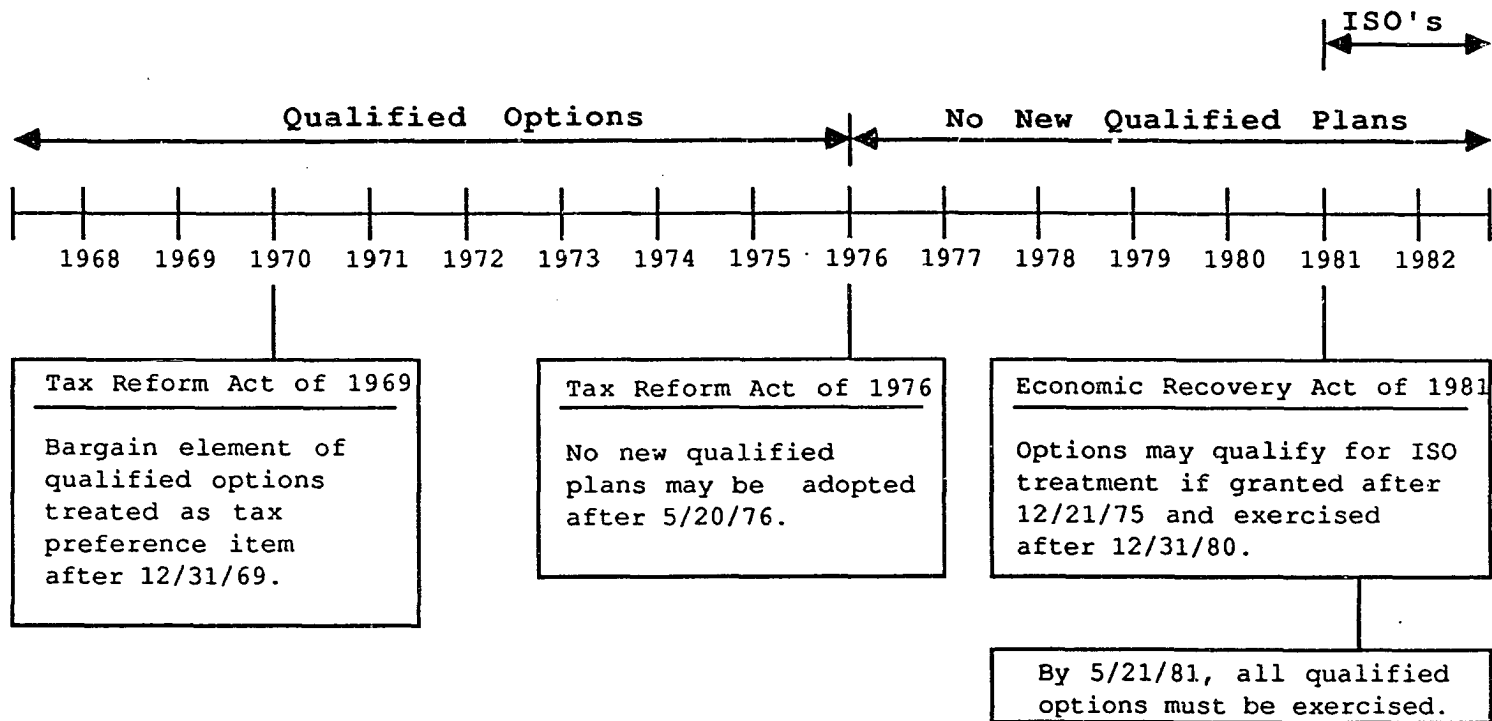 ISO's
Qualified Options
No New Qualified Plans
1968 1969 1970 1971 1972 1973 1974 1975 1976 1977 1978 1979 1980 1981 1982
Tax Reform Act of 1969
Bargain element of
qualified options
treated as tax
preference item
after 12/31/69.
Tax Reform Act of 1976
No new qualified
plans may be adopted
after 5/20/76.
Economic Recovery Act of 1981
Options may qualify for ISO
treatment if granted after
12/21/75 and exercised
after 12/31/80.
By 5/21/81, all qualified
options must be exercised.